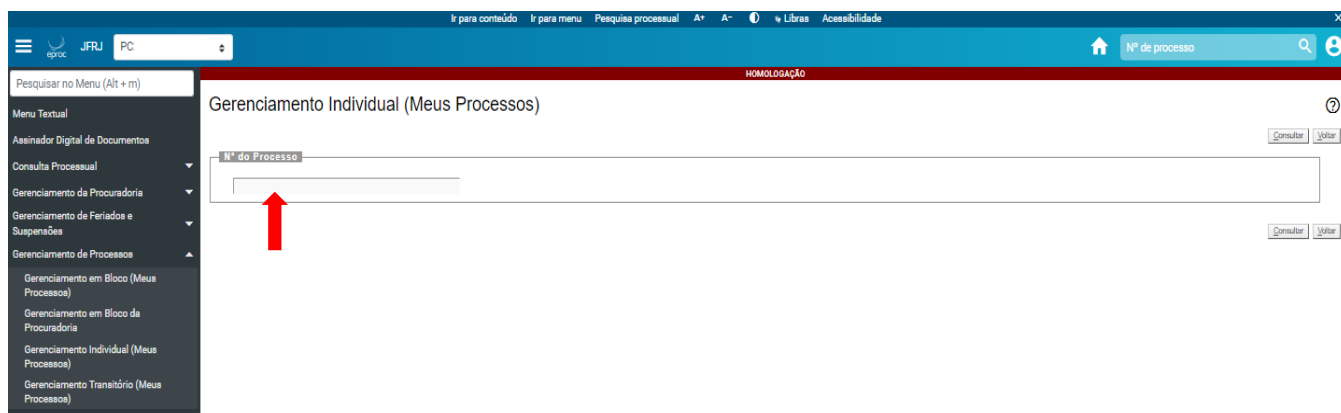 Ir para conteúdo Ir para menu Pesquisa processual A+ A- Libras Acessibilidade X
eproc JFRJ PC Nº de processo
HOMOLOGAÇÃO
Pesquisar no Menu (Alt + m)
Menu Textual
Assinador Digital de Documentos
Consulta Processual
Gerenciamento da Procuradoria
Gerenciamento de Feriados e
Suspensões
Gerenciamento de Processos
Gerenciamento em Bloco (Meus
Processos)
Gerenciamento em Bloco da
Procuradoria
Gerenciamento Individual (Meus
Processos)
Gerenciamento Transitório (Meus
Processos)
Gerenciamento Individual (Meus Processos)
?
Consultar Voltar
Nº do Processo
Consultar Voltar